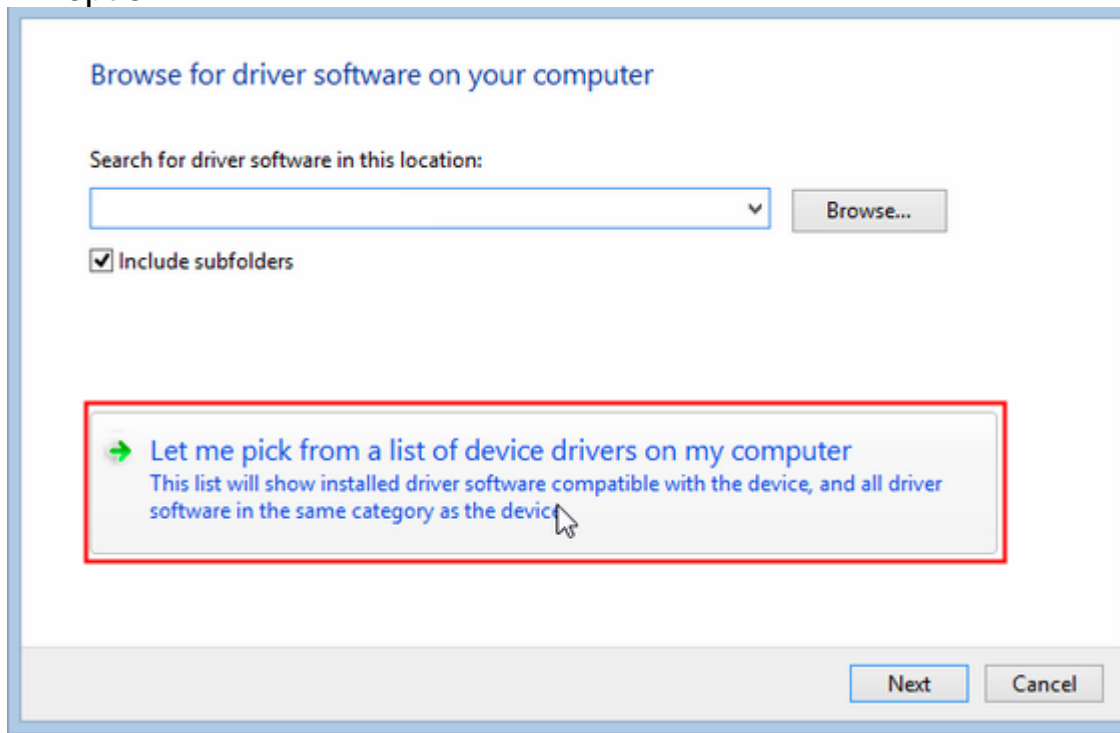 Browse for driver software on your computer
Search for driver software in this location:
Browse...
Include subfolders
Let me pick from a list of device drivers on my computer
This list will show installed driver software compatible with the device, and all driver
software in the same category as the device
Next
Cancel